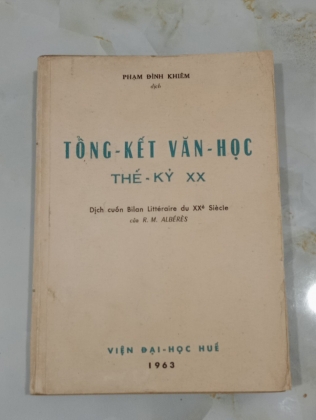 PHẠM ĐÌNH KHIÊM
dịch
TỒNG-KẾT VĂN-HỌC
THẾ-KỶ XX
Dịch cuốn Bilan Littéraire du XXᵉ Siècle
của R. M. ALBÉRÈS
VIỆN ĐẠI-HỌC HUẾ
1963